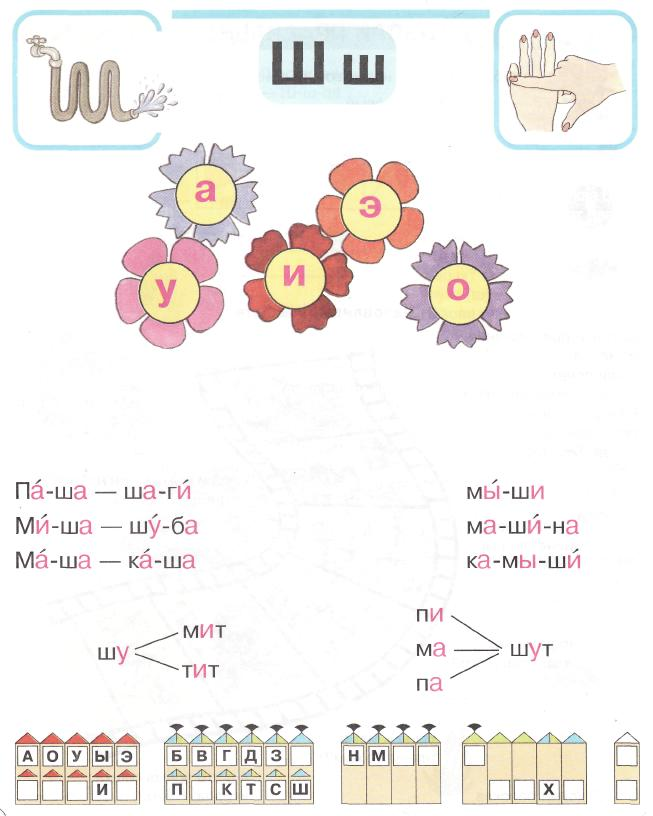 Ш ш
а э
у и о
Па́-ша — ша-ги́
Ми́-ша — шу́-ба
Ма́-ша — ка́-ша
мы́-ши
ма-ши́-на
ка-мы-ши́
шу мит
тит
пи
ма шут
па
А О У Ы Э
И
Б В Г Д З
П К Т С Ш
Н М
Х